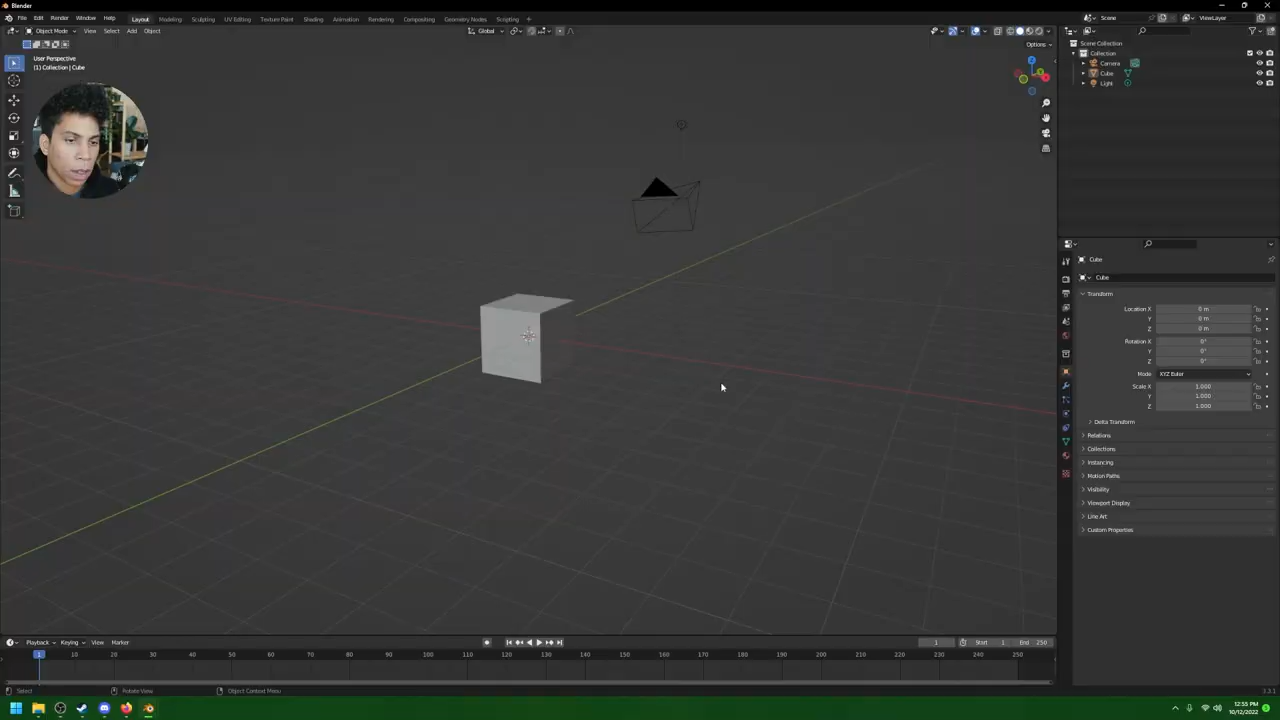 Blender
File Edit Render Window Help
Layout Modeling Sculpting UV Editing Texture Paint Shading Animation Rendering Compositing Geometry Nodes Scripting +
Scene
ViewLayer
Object Mode View Select Add Object
Global
Options
User Perspective
(1) Collection | Cube
Scene Collection
Collection
Camera
Cube
Light
Cube
Cube
Transform
Location X 0 m
Y 0 m
Z 0 m
Rotation X 0°
Y 0°
Z 0°
Mode XYZ Euler
Scale X 1.000
Y 1.000
Z 1.000
Delta Transform
Relations
Collections
Instancing
Motion Paths
Visibility
Viewport Display
Line Art
Custom Properties
Playback Keying View Marker
1 Start 1 End 250
1 10 20 30 40 50 60 70 80 90 100 110 120 130 140 150 160 170 180 190 200 210 220 230 240 250
Select Rotate View Object Context Menu
3.3.1
12:55 PM
10/12/2022